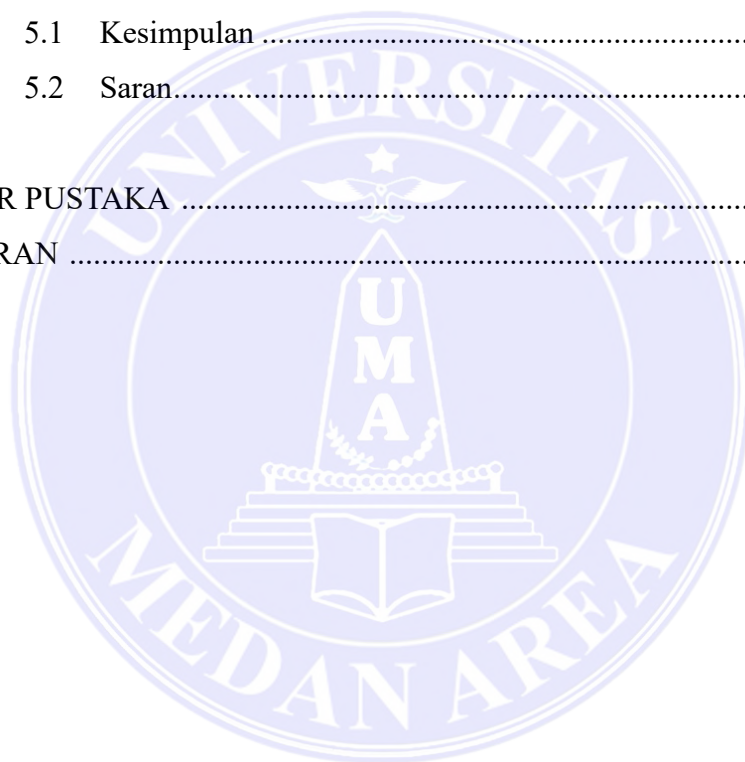 5.1 Kesimpulan ................................................................
5.2 Saran...........................................................................
R PUSTAKA ..........................................................................
RAN ........................................................................................
UNIVERSITAS
U
M
A
MEDAN AREA